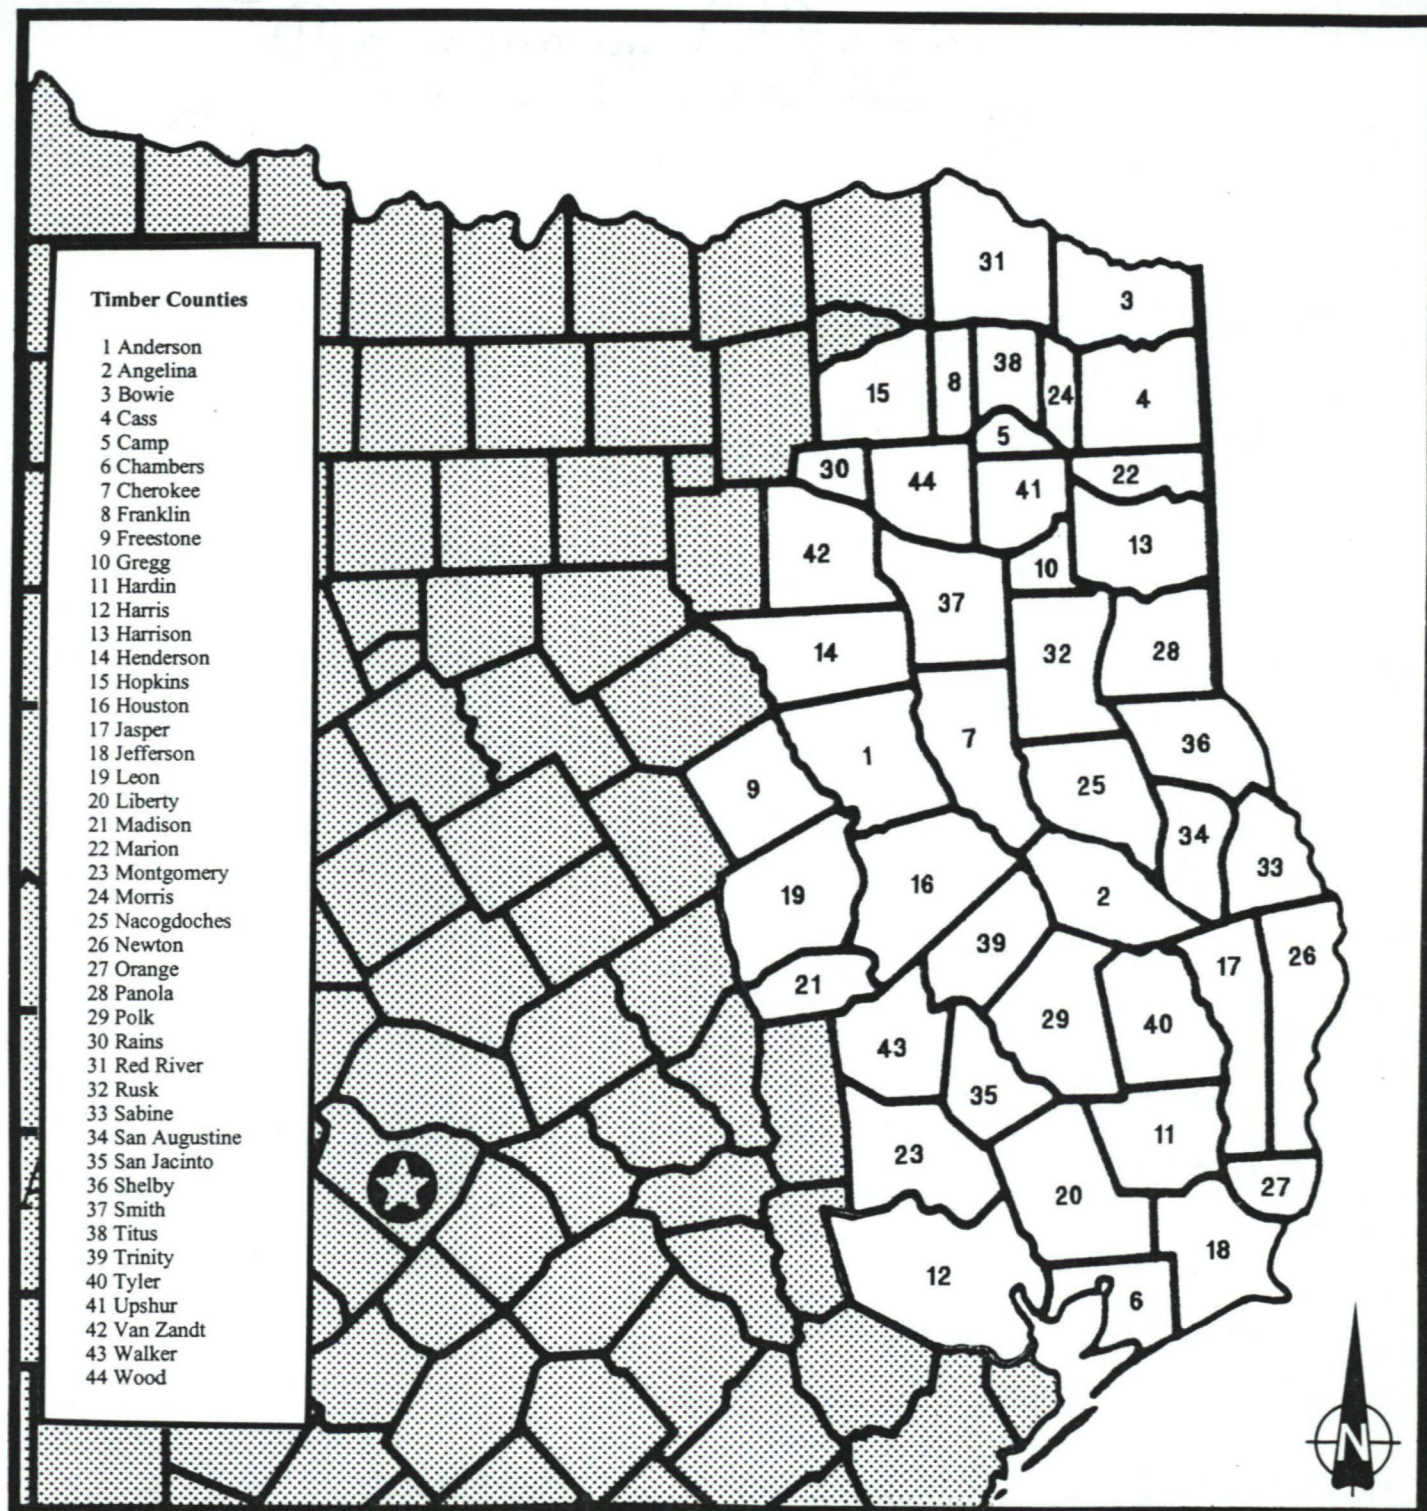 Timber Counties
1 Anderson
2 Angelina
3 Bowie
4 Cass
5 Camp
6 Chambers
7 Cherokee
8 Franklin
9 Freestone
10 Gregg
11 Hardin
12 Harris
13 Harrison
14 Henderson
15 Hopkins
16 Houston
17 Jasper
18 Jefferson
19 Leon
20 Liberty
21 Madison
22 Marion
23 Montgomery
24 Morris
25 Nacogdoches
26 Newton
27 Orange
28 Panola
29 Polk
30 Rains
31 Red River
32 Rusk
33 Sabine
34 San Augustine
35 San Jacinto
36 Shelby
37 Smith
38 Titus
39 Trinity
40 Tyler
41 Upshur
42 Van Zandt
43 Walker
44 Wood
31
3
38
15
8
24
4
5
30
44
41
22
42
10
13
37
14
32
28
7
36
1
9
25
34
19
16
2
33
39
17
26
21
29
40
43
35
23
11
20
27
12
18
6
N